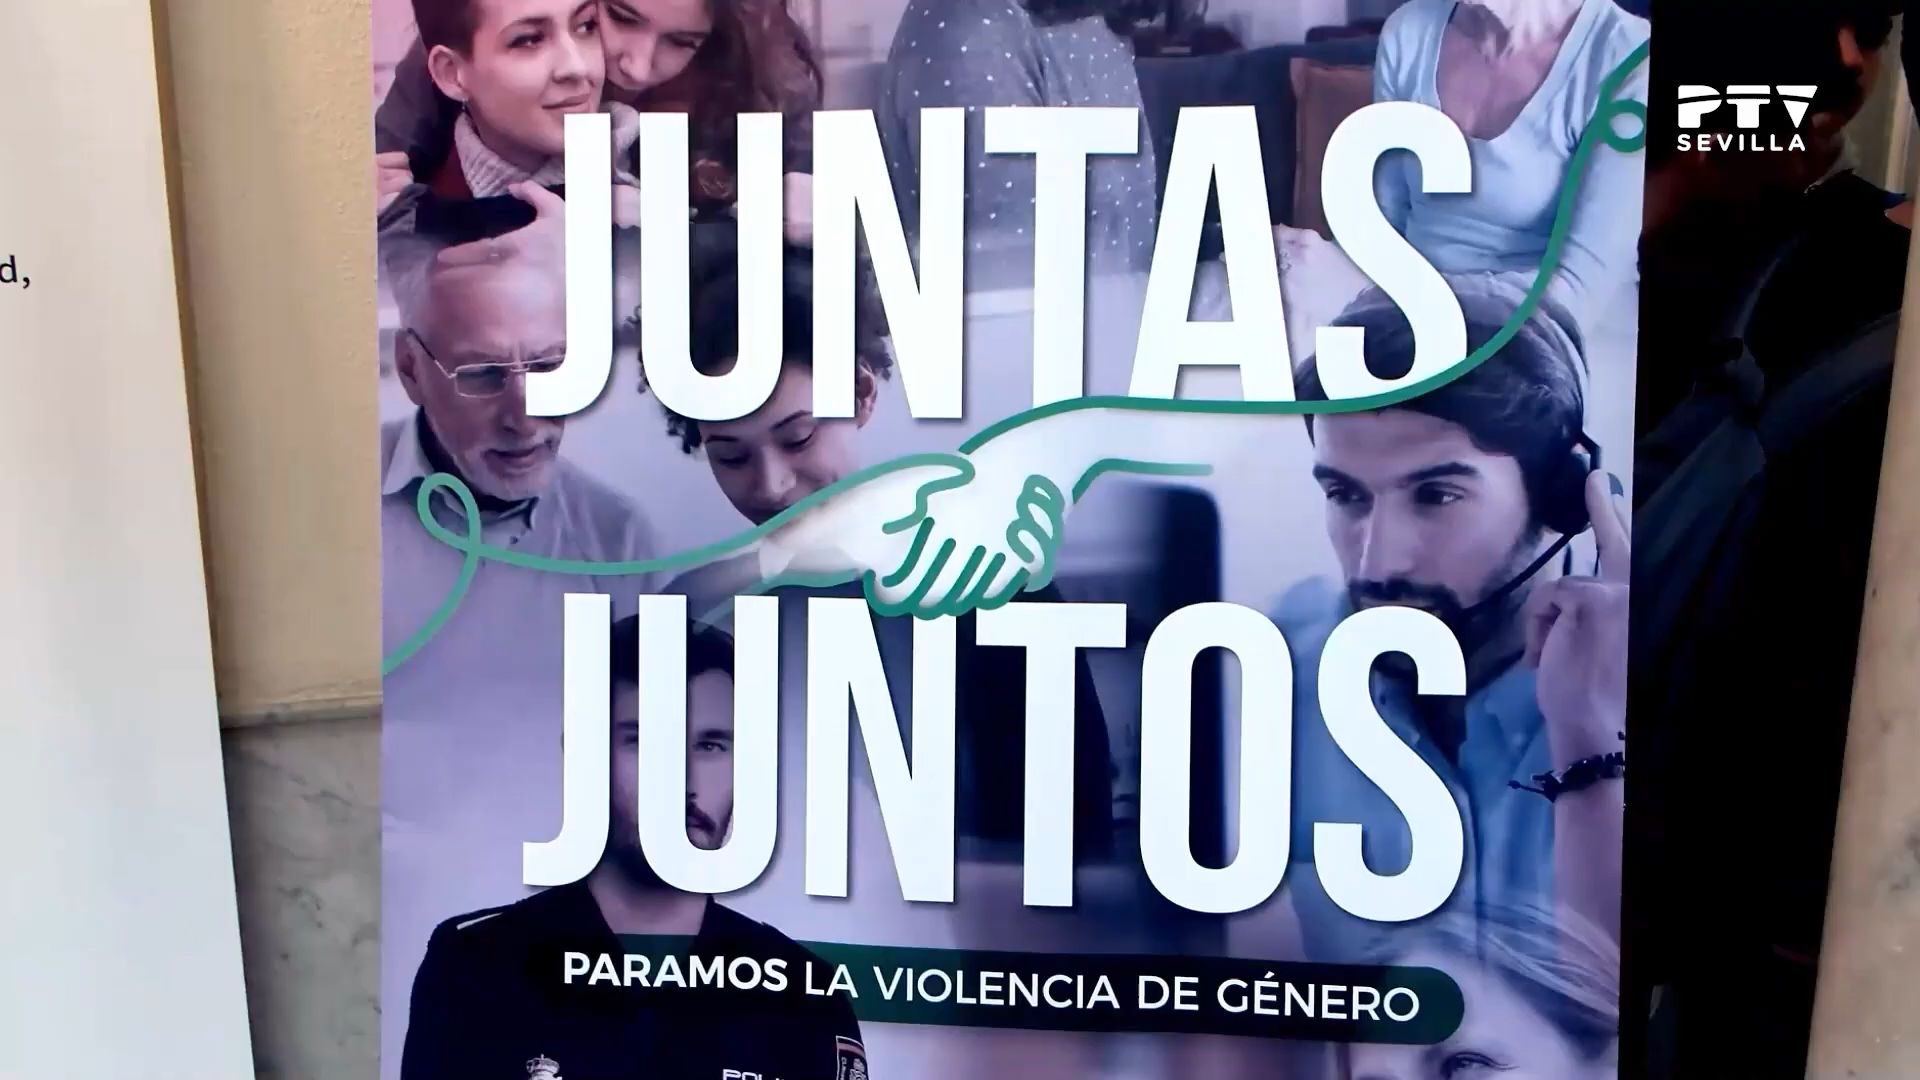 d,
PTV
SEVILLA
JUNTAS
JUNTOS
PARAMOS LA VIOLENCIA DE GÉNERO